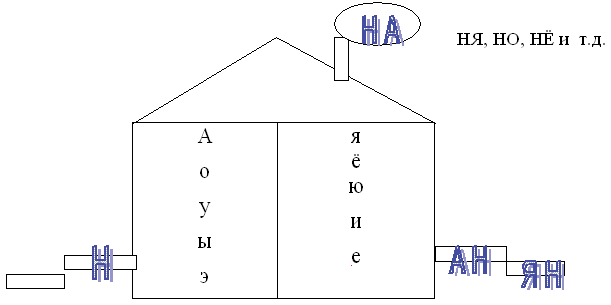 НА
НЯ, НО, НЁ и т.д.
А я
о ё
у ю
ы и
э е
Н
АН
ЯН